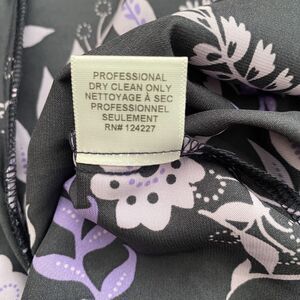 PROFESSIONAL
DRY CLEAN ONLY
NETTOYAGE À SEC
PROFESSIONNEL
SEULEMENT
RN# 124227